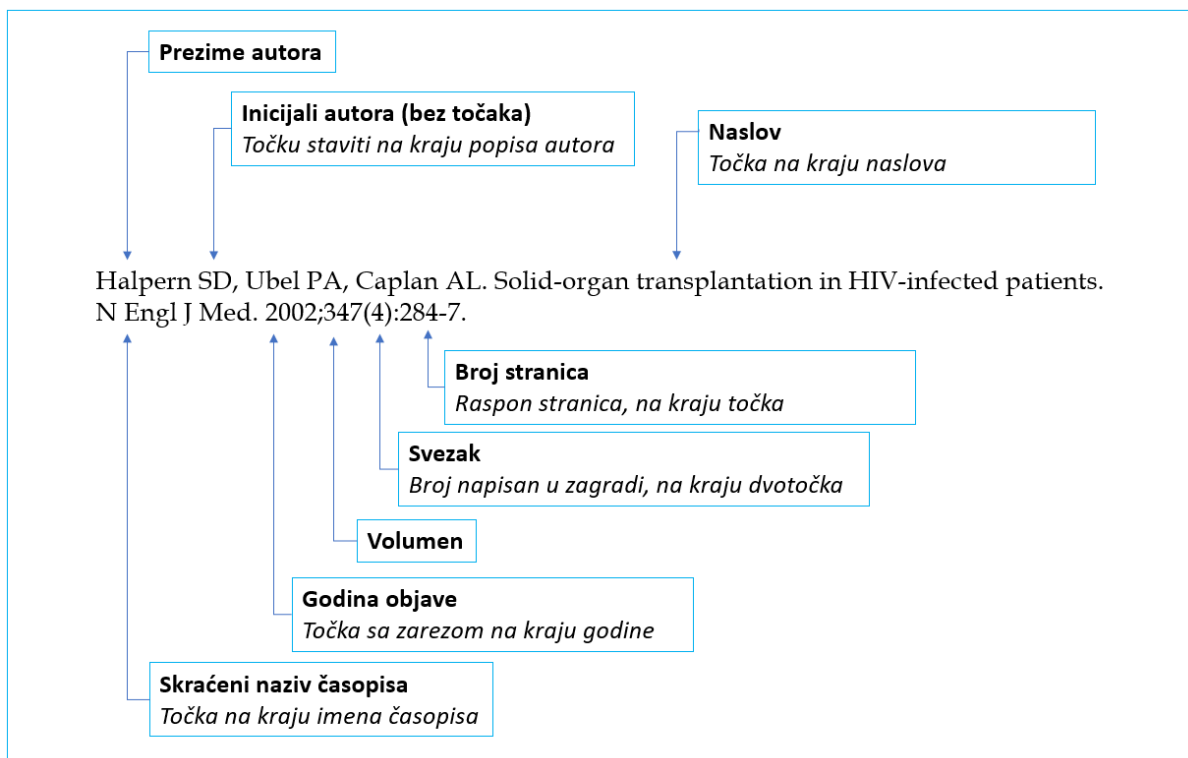 Prezime autora
Inicijali autora (bez točaka)
Točku staviti na kraju popisa autora
Naslov
Točka na kraju naslova
Halpern SD, Ubel PA, Caplan AL. Solid-organ transplantation in HIV-infected patients.
N Engl J Med. 2002;347(4):284-7.
Broj stranica
Raspon stranica, na kraju točka
Svezak
Broj napisan u zagradi, na kraju dvotočka
Volumen
Godina objave
Točka sa zarezom na kraju godine
Skraćeni naziv časopisa
Točka na kraju imena časopisa